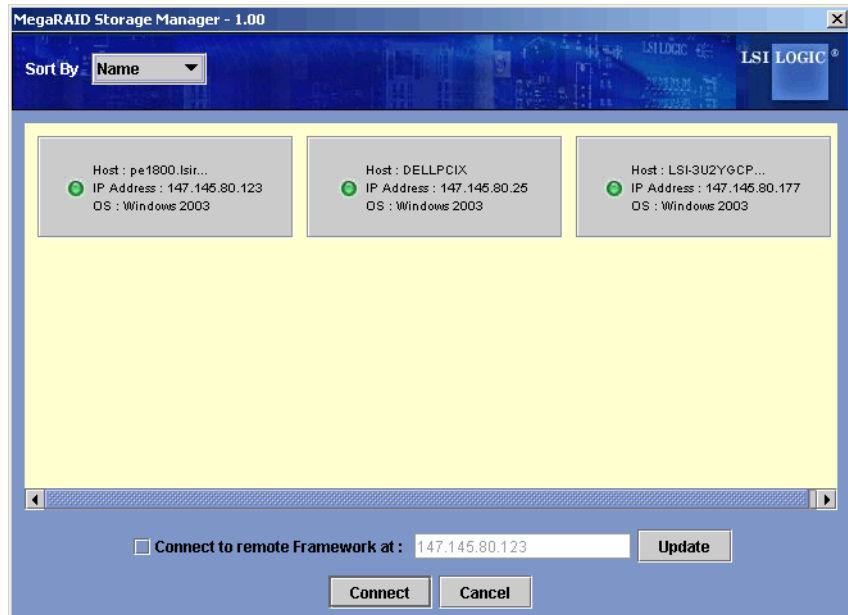 MegaRAID Storage Manager - 1.00
Sort By Name
LSI LOGIC
LSI LOGIC ®
Host : pe1800.lsir...
IP Address : 147.145.80.123
OS : Windows 2003
Host : DELLPCIX
IP Address : 147.145.80.25
OS : Windows 2003
Host : LSI-3U2YGCP...
IP Address : 147.145.80.177
OS : Windows 2003
Connect to remote Framework at : 147.145.80.123 Update
Connect Cancel